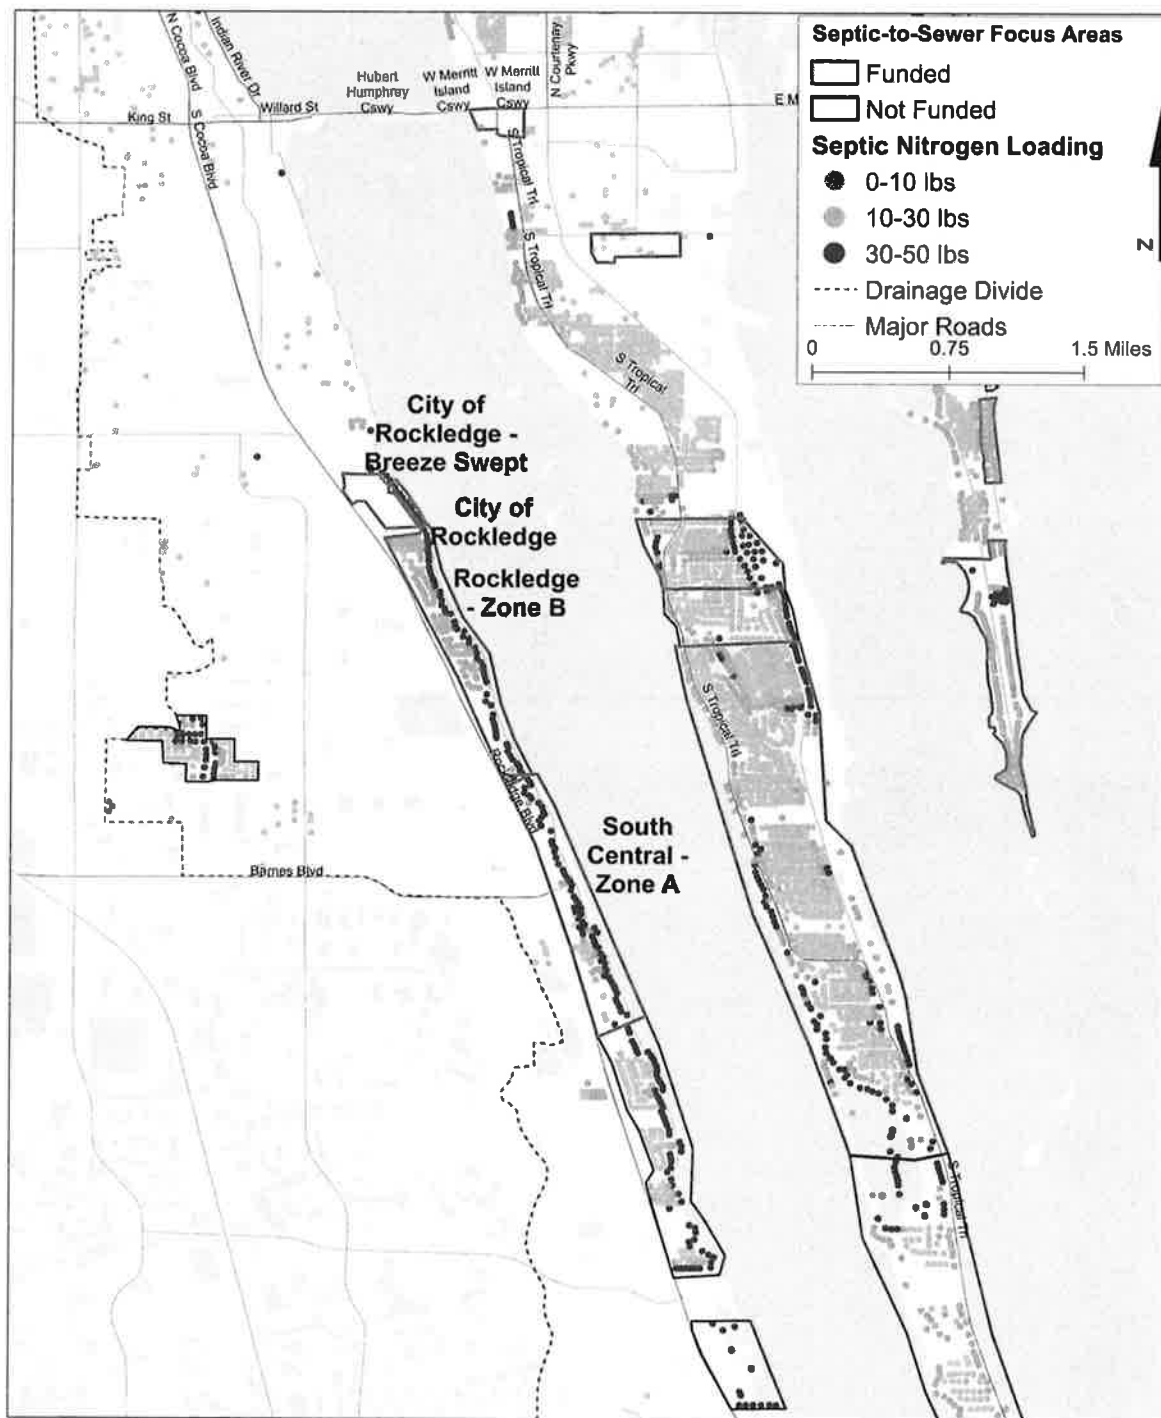 Septic-to-Sewer Focus Areas
Funded
Not Funded
Septic Nitrogen Loading
0-10 lbs
10-30 lbs
30-50 lbs
Drainage Divide
Major Roads
0 0.75 1.5 Miles
N
N Cocoa Blvd
Indian River Dr
Hubert
Humphrey
Cswy
W Merritt
Island
Cswy
W Merritt
Island
Cswy
N Courtenay
Pkwy
E M
King St
Willard St
S Cocoa Blvd
S Tropical Trl
S Tropical Trl
S Tropical
Trl
City of
Rockledge -
Breeze Swept
City of
Rockledge
Rockledge
- Zone B
S Tropical Trl
Rockledge Blvd
South
Central -
Zone A
Barnes Blvd
S Tropical Trl